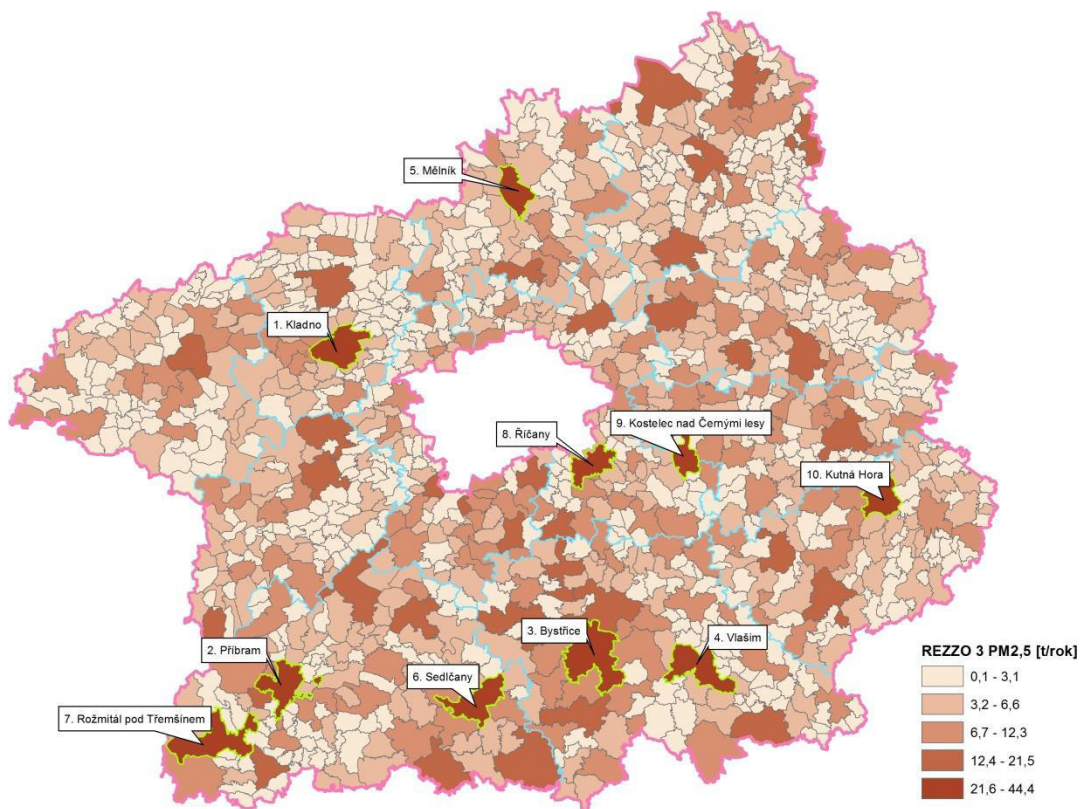 5. Mělník
1. Kladno
8. Říčany
9. Kostelec nad Černými lesy
10. Kutná Hora
2. Příbram
3. Bystřice
4. Vlašim
6. Sedlčany
7. Rožmitál pod Třemšínem
REZZO 3 PM2,5 [t/rok]
0,1 - 3,1
3,2 - 6,6
6,7 - 12,3
12,4 - 21,5
21,6 - 44,4